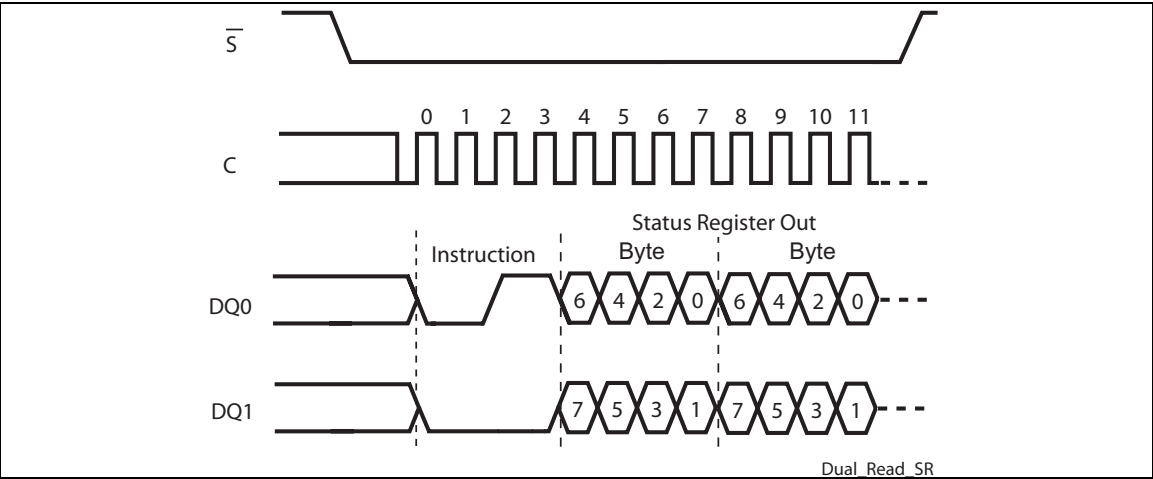 S
0 1 2 3 4 5 6 7 8 9 10 11
C
Status Register Out
Instruction Byte Byte
DQ0 6 4 2 0 6 4 2 0
DQ1 7 5 3 1 7 5 3 1
Dual_Read_SR